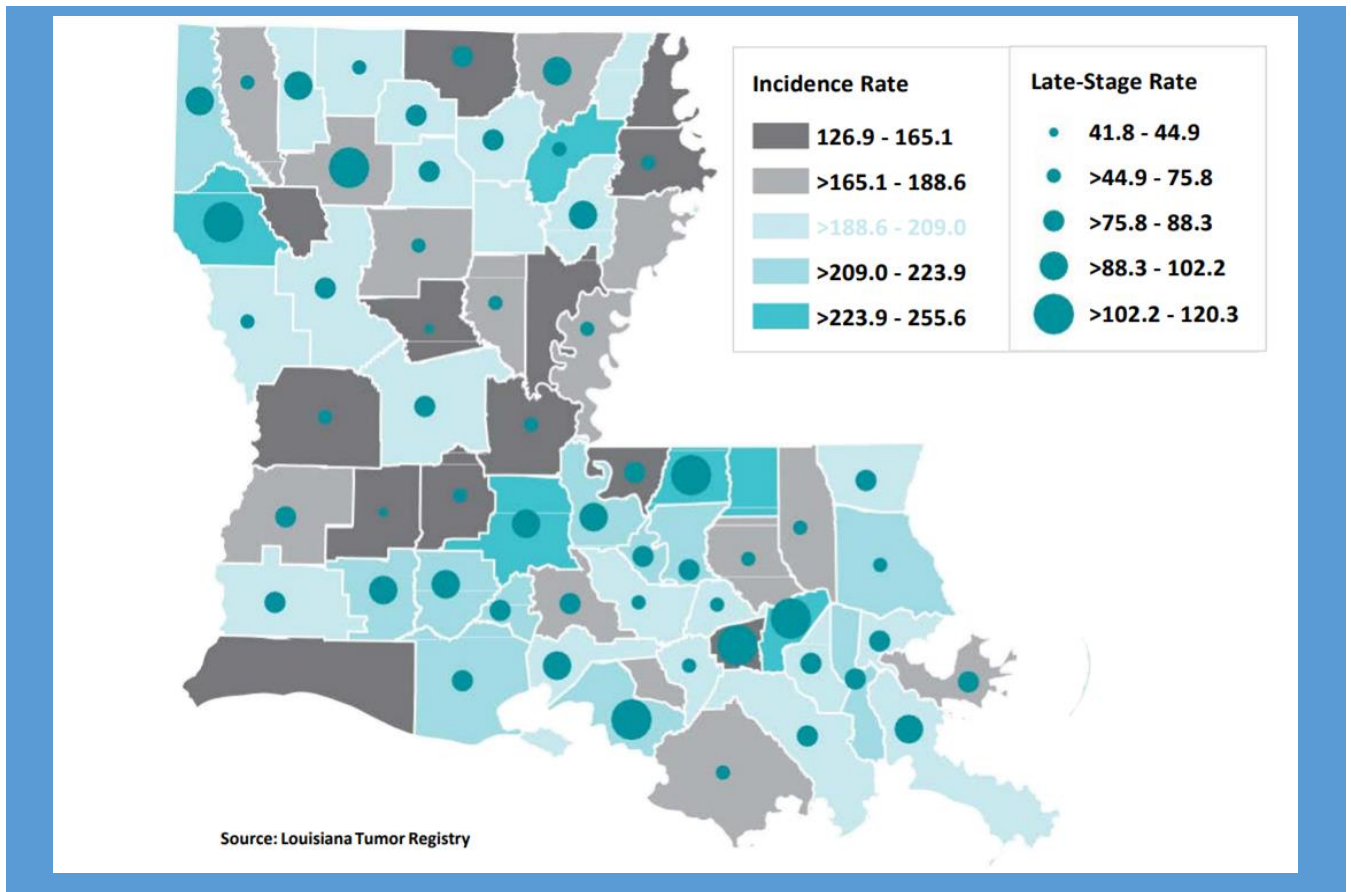 Incidence Rate
126.9 - 165.1
>165.1 - 188.6
>188.6 - 209.0
>209.0 - 223.9
>223.9 - 255.6
Late-Stage Rate
41.8 - 44.9
>44.9 - 75.8
>75.8 - 88.3
>88.3 - 102.2
>102.2 - 120.3
Source: Louisiana Tumor Registry